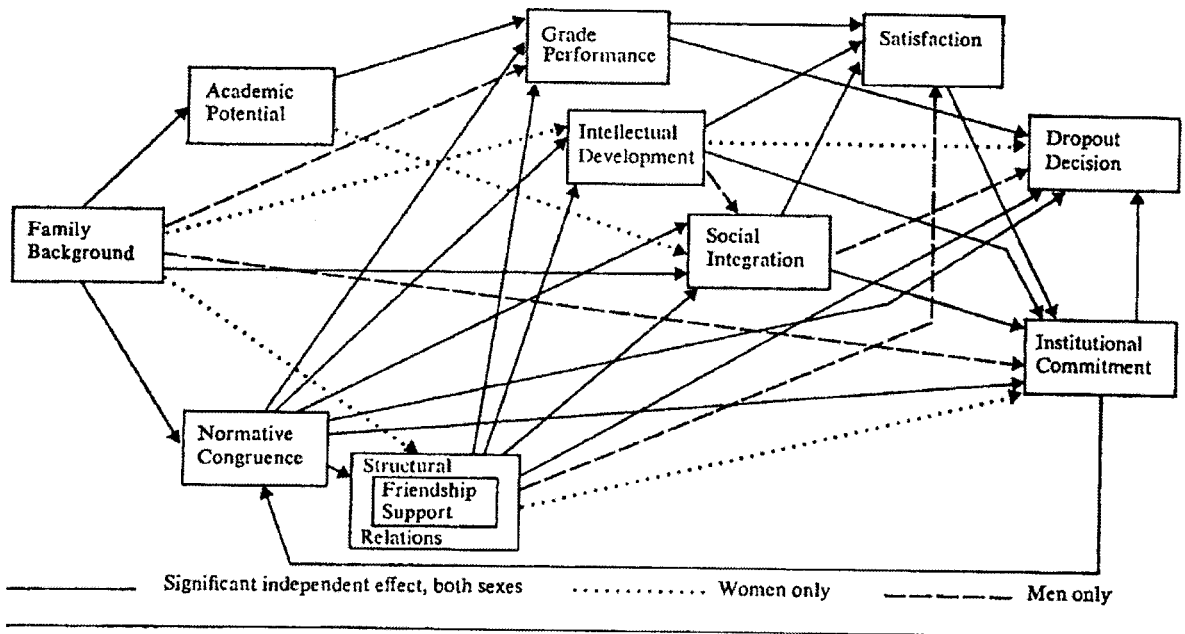 Grade
Performance
Satisfaction
Academic
Potential
Intellectual
Development
Dropout
Decision
Family
Background
Social
Integration
Institutional
Commitment
Normative
Congruence
Structural
Friendship
Support
Relations
Significant independent effect, both sexes
Women only
Men only